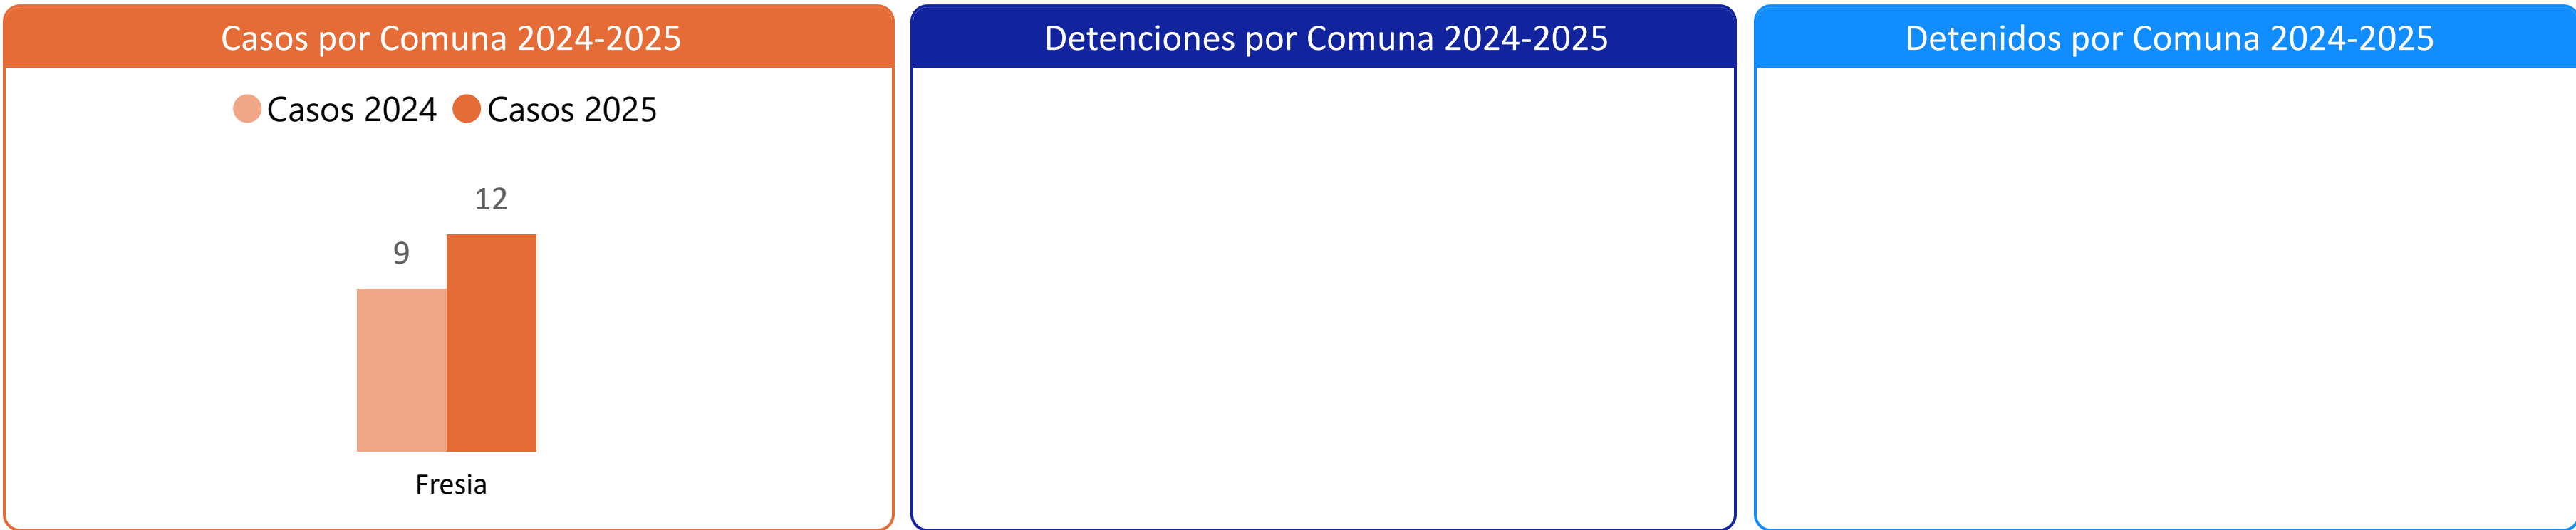 Casos por Comuna 2024-2025
Casos 2024 Casos 2025
12
9
Fresia
Detenciones por Comuna 2024-2025
Detenidos por Comuna 2024-2025